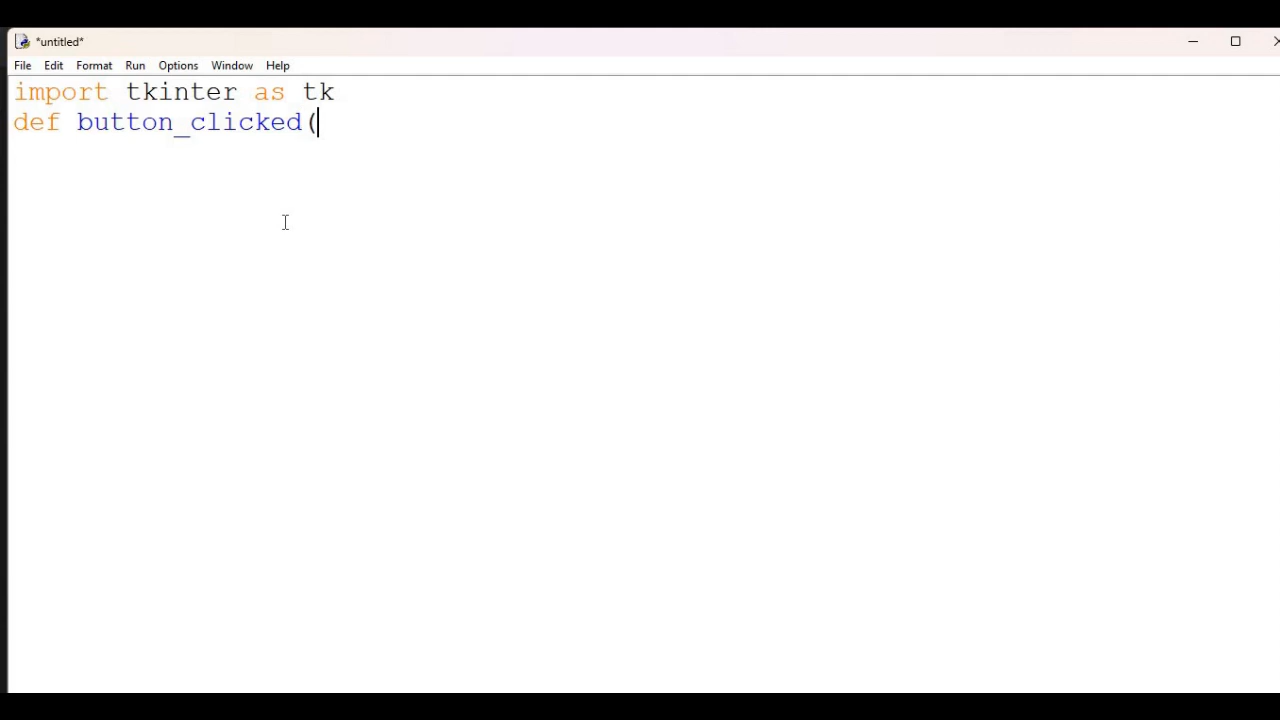 *untitled*
File Edit Format Run Options Window Help
import tkinter as tk
def button_clicked(